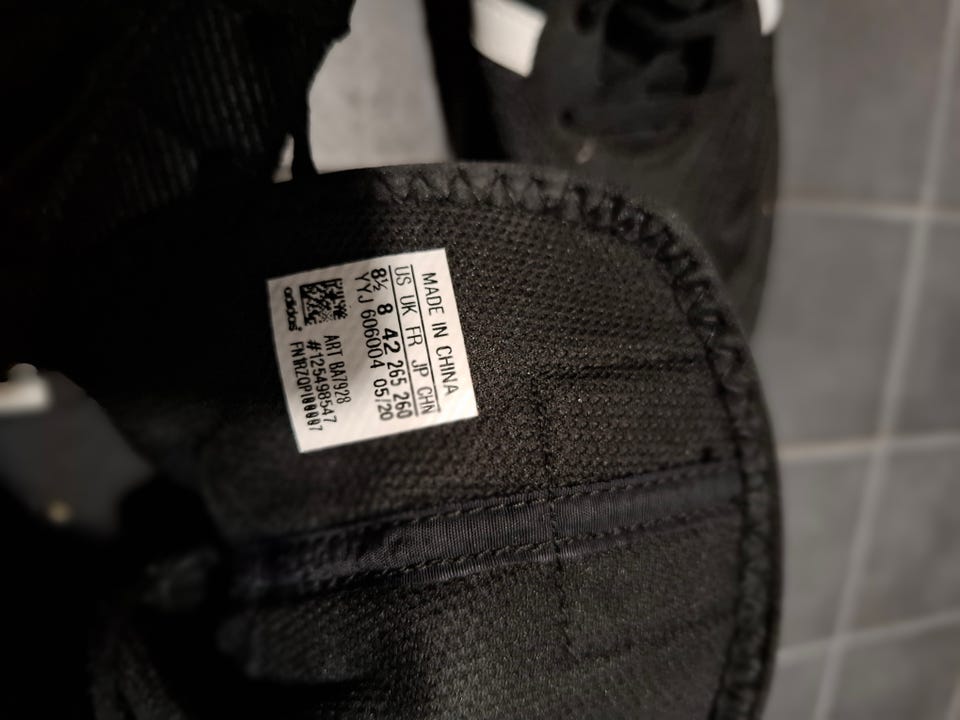 MADE IN CHINA
US UK FR JP CHN
8½ 8 42 265 260
YYJ 606004 05/20
ART BA7928
#125498547
adidas